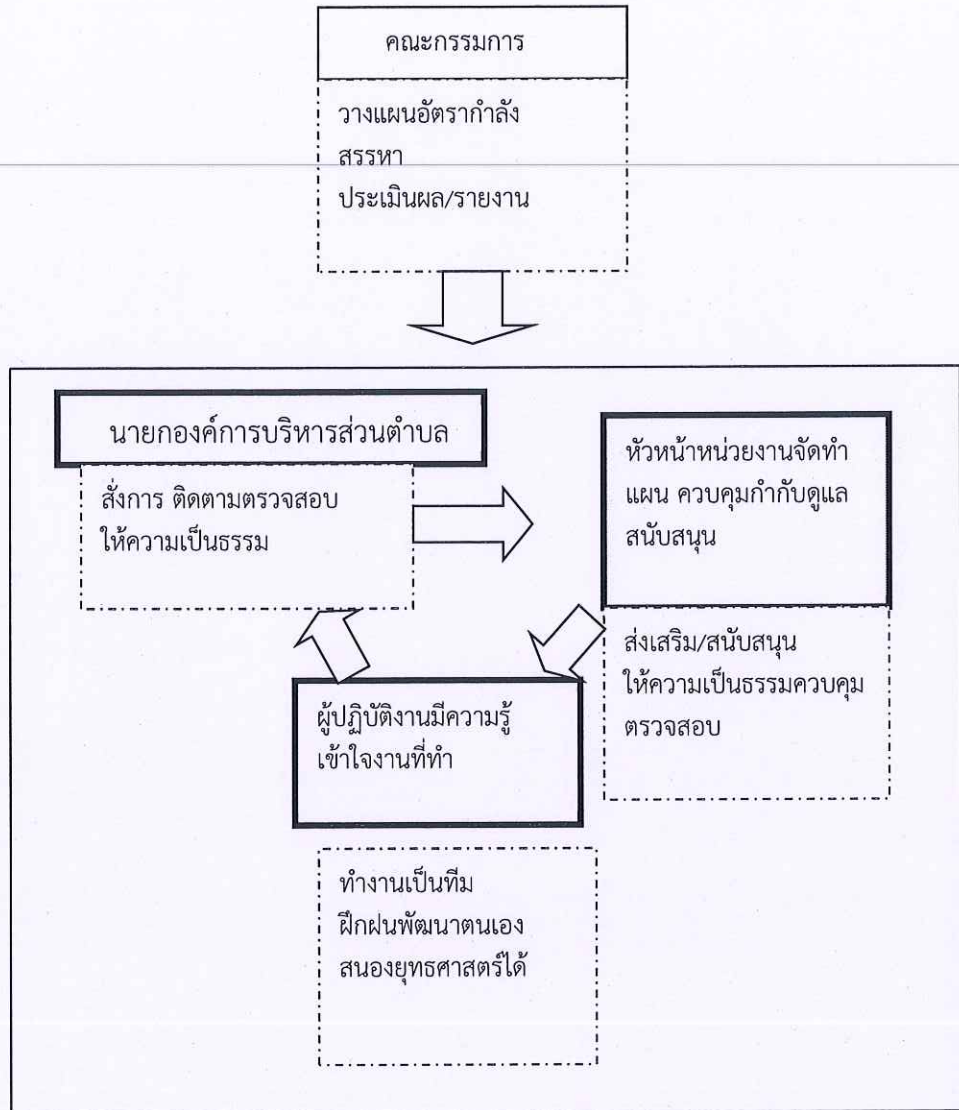 คณะกรรมการ
วางแผนอัตรากำลัง
สรรหา
ประเมินผล/รายงาน
นายกองค์การบริหารส่วนตำบล
สั่งการ ติดตามตรวจสอบ
ให้ความเป็นธรรม
หัวหน้าหน่วยงานจัดทำ
แผน ควบคุมกำกับดูแล
สนับสนุน
ส่งเสริม/สนับสนุน
ให้ความเป็นธรรมควบคุม
ตรวจสอบ
ผู้ปฏิบัติงานมีความรู้
เข้าใจงานที่ทำ
ทำงานเป็นทีม
ฝึกฝนพัฒนาตนเอง
สนองยุทธศาสตร์ได้